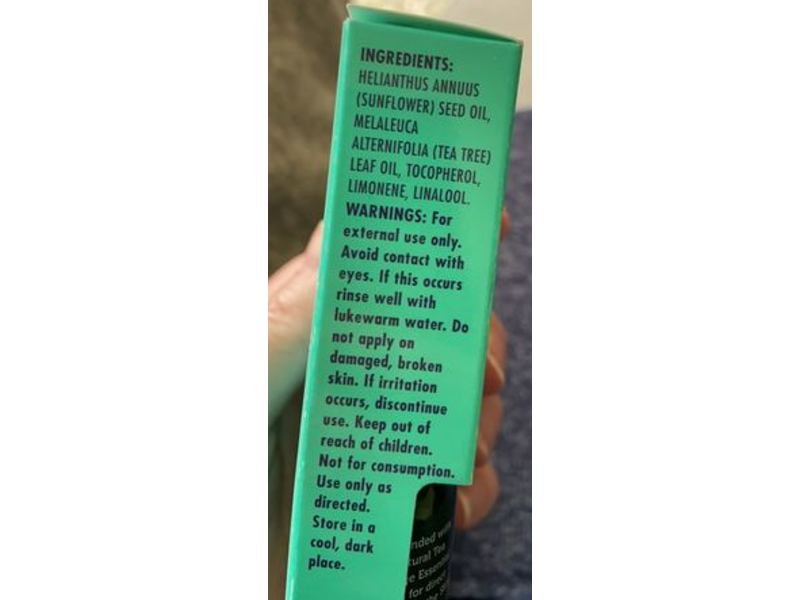 INGREDIENTS:
HELIANTHUS ANNUUS
(SUNFLOWER) SEED OIL,
MELALEUCA
ALTERNIFOLIA (TEA TREE)
LEAF OIL, TOCOPHEROL,
LIMONENE, LINALOOL.
WARNINGS: For
external use only.
Avoid contact with
eyes. If this occurs
rinse well with
lukewarm water. Do
not apply on
damaged, broken
skin. If irritation
occurs, discontinue
use. Keep out of
reach of children.
Not for consumption.
Use only as
directed.
Store in a
cool, dark
place.
Tea
for direct